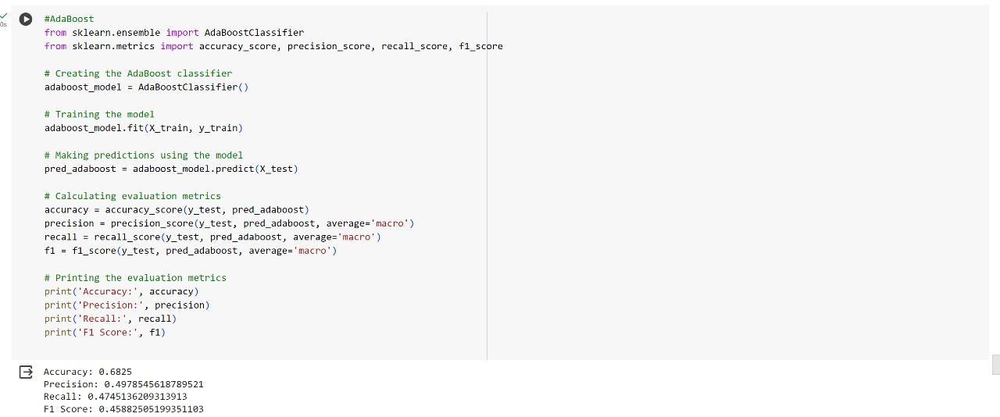 0s
#AdaBoost
from sklearn.ensemble import AdaBoostClassifier
from sklearn.metrics import accuracy_score, precision_score, recall_score, f1_score
# Creating the AdaBoost classifier
adaboost_model = AdaBoostClassifier()
# Training the model
adaboost_model.fit(X_train, y_train)
# Making predictions using the model
pred_adaboost = adaboost_model.predict(X_test)
# Calculating evaluation metrics
accuracy = accuracy_score(y_test, pred_adaboost)
precision = precision_score(y_test, pred_adaboost, average='macro')
recall = recall_score(y_test, pred_adaboost, average='macro')
f1 = f1_score(y_test, pred_adaboost, average='macro')
# Printing the evaluation metrics
print('Accuracy:', accuracy)
print('Precision:', precision)
print('Recall:', recall)
print('F1 Score:', f1)
Accuracy: 0.6825
Precision: 0.4978545618789521
Recall: 0.4745136209313913
F1 Score: 0.45882505199351103